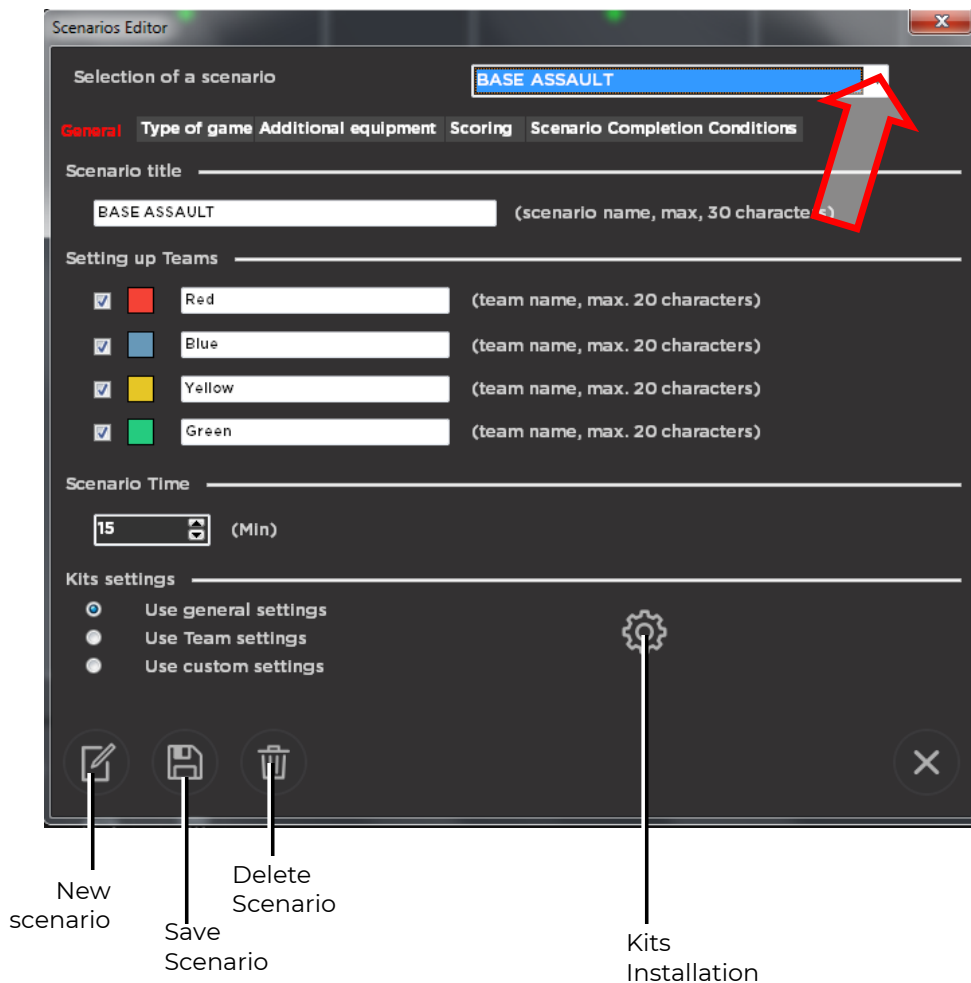 Scenarios Editor
Selection of a scenario
BASE ASSAULT
General Type of game Additional equipment Scoring Scenario Completion Conditions
Scenario title
BASE ASSAULT (scenario name, max, 30 characters)
Setting up Teams
Red (team name, max. 20 characters)
Blue (team name, max. 20 characters)
Yellow (team name, max. 20 characters)
Green (team name, max. 20 characters)
Scenario Time
15 (Min)
Kits settings
Use general settings
Use Team settings
Use custom settings
New
scenario
Save
Scenario
Delete
Scenario
Kits
Installation